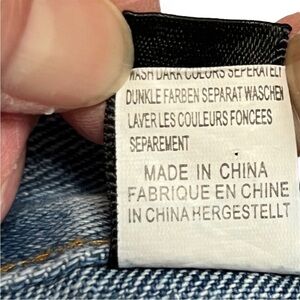 WASH DARK COLORS SEPERATELY
DUNKLE FARBEN SEPARAT WASCHEN
LAVER LES COULEURS FONCEES
SEPAREMENT
MADE IN CHINA
FABRIQUE EN CHINE
IN CHINA HERGESTELLT